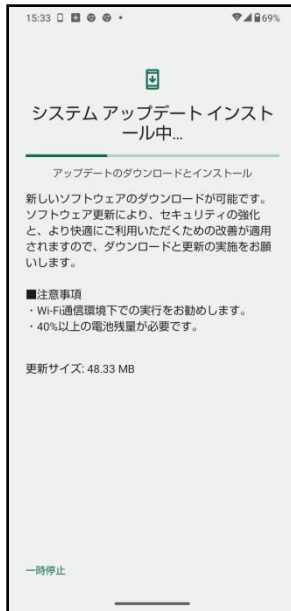 15:33
69%
システム アップデート インスト
ール中...
アップデートのダウンロードとインストール
新しいソフトウェアのダウンロードが可能です。
ソフトウェア更新により、セキュリティの強化
と、より快適にご利用いただくための改善が適用
されますので、ダウンロードと更新の実施をお願
いします。
■注意事項
・Wi-Fi通信環境下での実行をお勧めします。
・40%以上の電池残量が必要です。
更新サイズ: 48.33 MB
一時停止